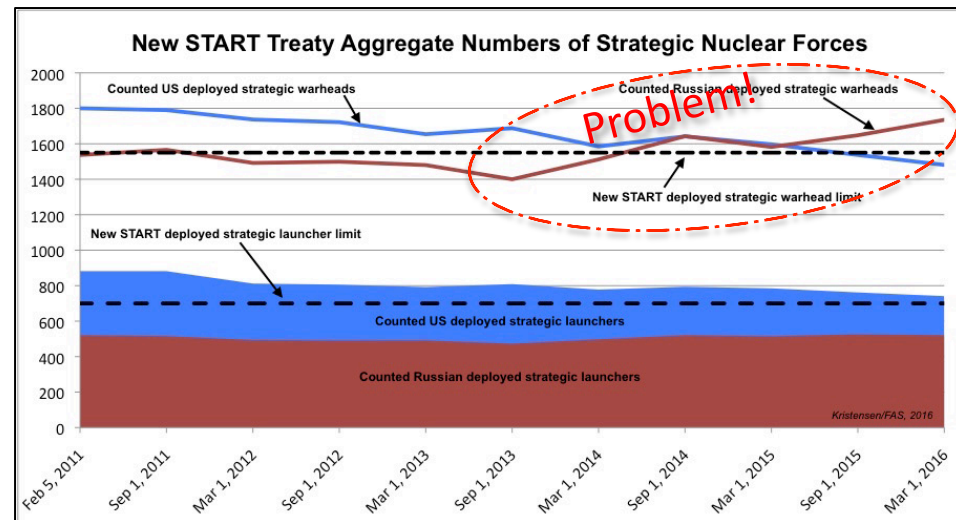 New START Treaty Aggregate Numbers of Strategic Nuclear Forces
2000
1800
1600
1400
1200
1000
800
600
400
200
0
Counted US deployed strategic warheads
Counted Russian deployed strategic warheads
Problem!
New START deployed strategic warhead limit
New START deployed strategic launcher limit
Counted US deployed strategic launchers
Counted Russian deployed strategic launchers
Kristensen/FAS, 2016
Feb 5, 2011
Sep 1, 2011
Mar 1, 2012
Sep 1, 2012
Mar 1, 2013
Sep 1, 2013
Mar 1, 2014
Sep 1, 2014
Mar 1, 2015
Sep 1, 2015
Mar 1, 2016